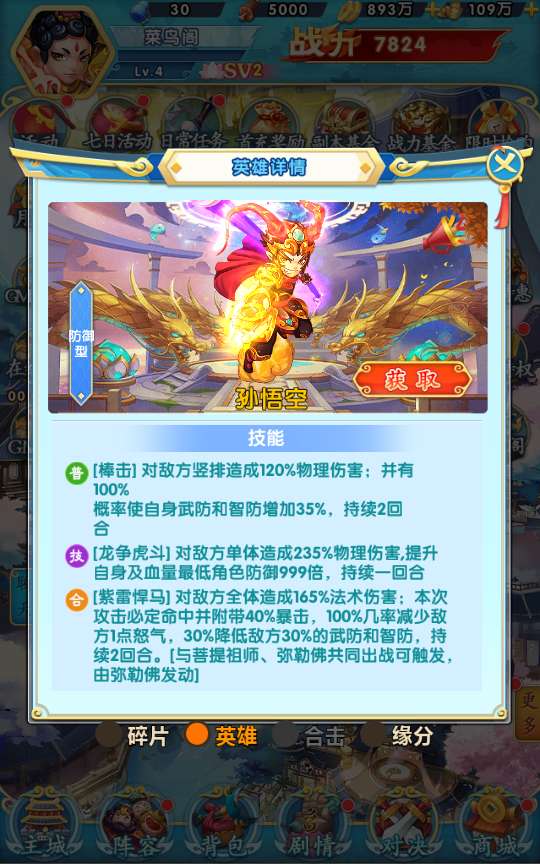 30
5000
893万
109万
菜鸟阁
战力
7824
Lv.4
SV2
活动
七日活动
日常任务
首充奖励
副本基金
战力基金
英雄详情
防御
型
获取
孙悟空
技能
普
[棒击] 对敌方竖排造成120%物理伤害；并有
100%
概率使自身武防和智防增加35%，持续2回
合
技
[龙争虎斗] 对敌方单体造成235%物理伤害,提升
自身及血量最低角色防御999倍，持续一回合
合
[紫雷悍马] 对敌方全体造成165%法术伤害；本次
攻击必定命中并附带40%暴击，100%几率减少敌
方1点怒气，30%降低敌方30%的武防和智防，持
续2回合。[与菩提祖师、弥勒佛共同出战可触发，
由弥勒佛发动]
更
多
碎片
英雄
合击
缘分
主城
阵容
背包
剧情
对决
商城